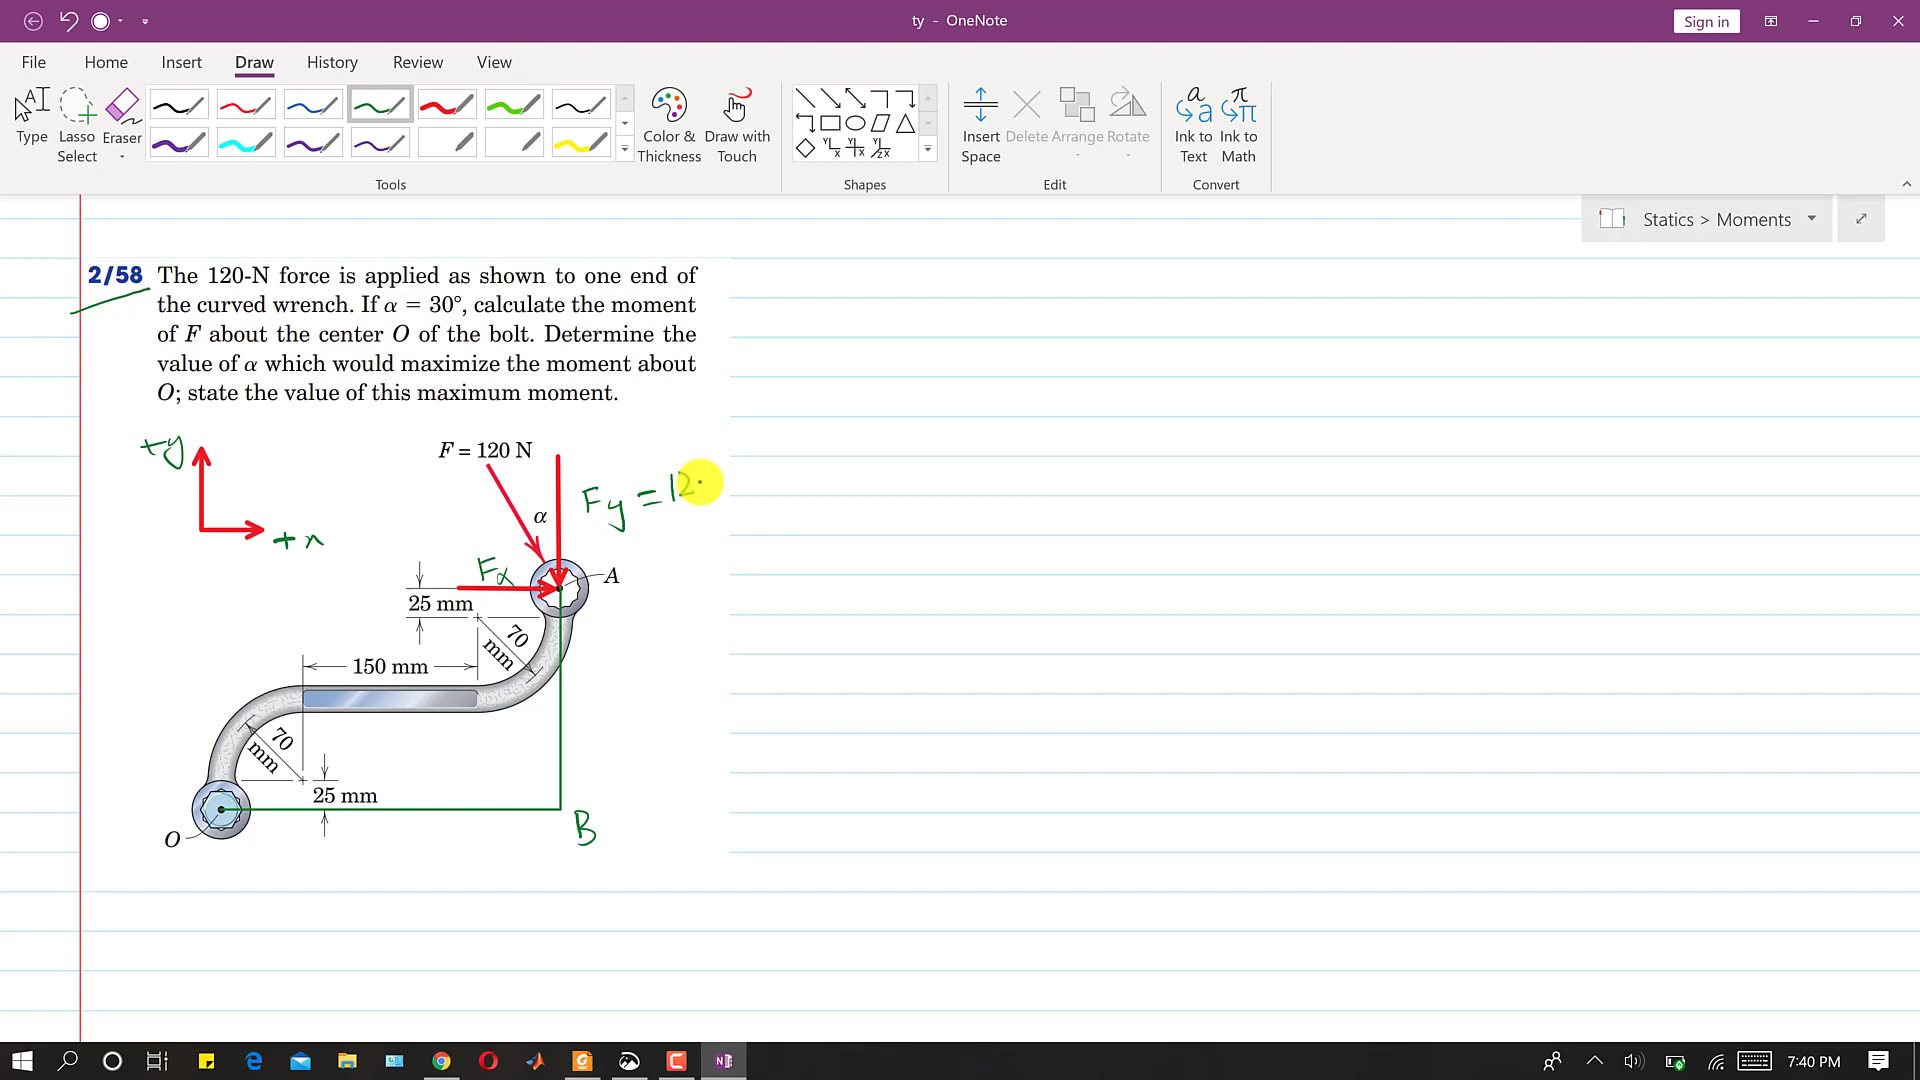 ty - OneNote
Sign in
File Home Insert Draw History Review View
Type
Lasso Select
Eraser
Color & Thickness
Draw with Touch
Insert Space
Delete
Arrange
Rotate
Ink to Text
Ink to Math
Tools
Shapes
Edit
Convert
Statics > Moments
2/58 The 120-N force is applied as shown to one end of
the curved wrench. If α = 30°, calculate the moment
of F about the center O of the bolt. Determine the
value of α which would maximize the moment about
O; state the value of this maximum moment.
+y
F = 120 N
Fy = 12
α
+x
Fx
A
25 mm
70 mm
150 mm
70 mm
25 mm
B
O
7:40 PM